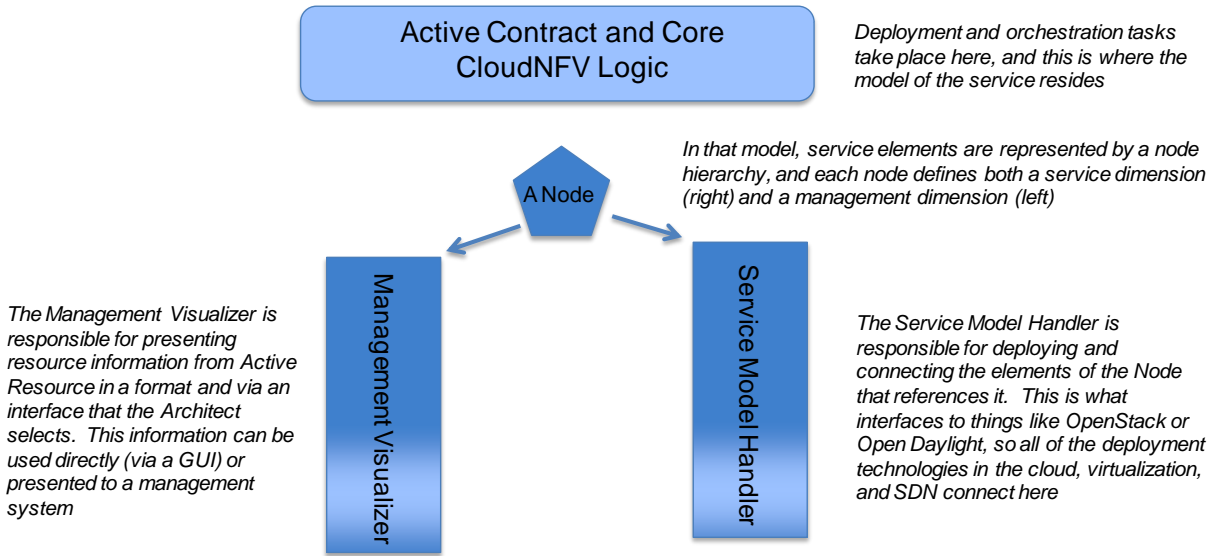 Active Contract and Core
CloudNFV Logic
Deployment and orchestration tasks
take place here, and this is where the
model of the service resides
In that model, service elements are represented by a node
hierarchy, and each node defines both a service dimension
(right) and a management dimension (left)
A Node
Management Visualizer
Service Model Handler
The Management Visualizer is
responsible for presenting
resource information from Active
Resource in a format and via an
interface that the Architect
selects. This information can be
used directly (via a GUI) or
presented to a management
system
The Service Model Handler is
responsible for deploying and
connecting the elements of the Node
that references it. This is what
interfaces to things like OpenStack or
Open Daylight, so all of the deployment
technologies in the cloud, virtualization,
and SDN connect here